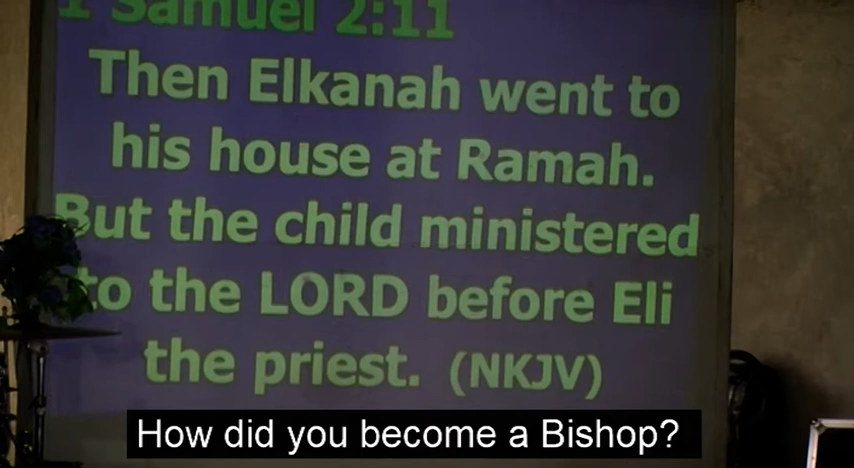 1 Samuel 2:11
Then Elkanah went to
his house at Ramah.
But the child ministered
to the LORD before Eli
the priest. (NKJV)
How did you become a Bishop?